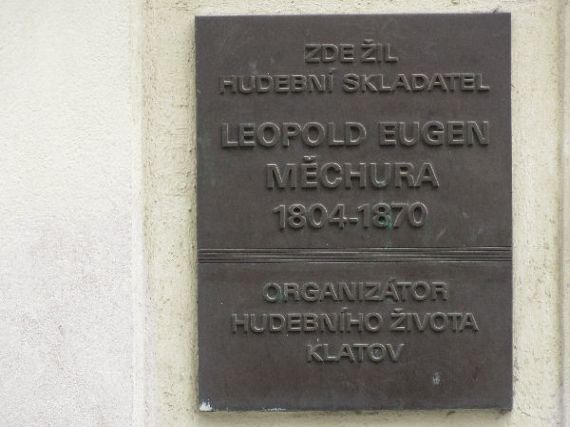 ZDE ŽIL
HUDEBNÍ SKLADATEL
LEOPOLD EUGEN
MĚCHURA
1804-1870
ORGANIZÁTOR
HUDEBNÍHO ŽIVOTA
KLATOV